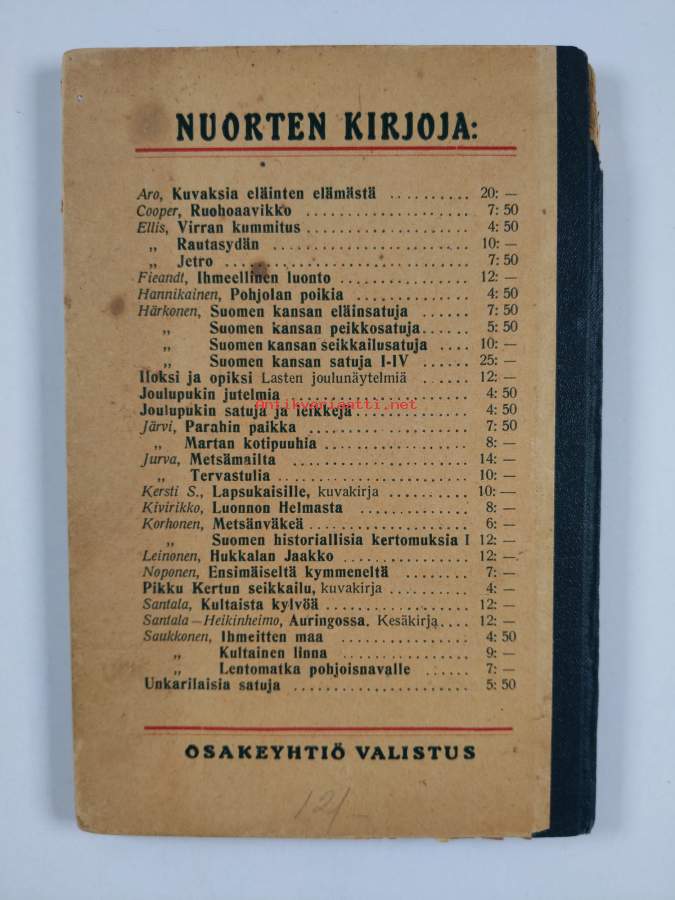 NUORTEN KIRJOJA:
Aro, Kuvaksia eläinten elämästä .......... 20: —
Cooper, Ruohoaavikko .................... 7: 50
Ellis, Virran kummitus .................... 4: 50
„ Rautasydän ........................ 10: —
„ Jetro .............................. 7: 50
Fieandt, Ihmeellinen luonto ................ 12: —
Hannikainen, Pohjolan poikia .............. 4: 50
Härkonen, Suomen kansan eläinsatuja ...... 7: 50
„ Suomen kansan peikkosatuja...... 5: 50
„ Suomen kansan seikkailusatuja .... 10: —
„ Suomen kansan satuja I-IV ...... 25: —
Iloksi ja opiksi Lasten joulunäytelmiä ...... 12: —
Joulupukin jutelmia ...................... 4: 50
Joulupukin satuja ja leikkejä .............. 4: 50
Antikvariaatti.net
Järvi, Parahin paikka .................... 7: 50
„ Martan kotipuuhia .................. 8: —
Jurva, Metsämailta ...................... 14: —
„ Tervastulia ........................ 10: —
Kersti S., Lapsukaisille, kuvakirja .......... 10: —
Kivirikko, Luonnon Helmasta .............. 8: —
Korhonen, Metsänväkeä .................... 6: —
„ Suomen historiallisia kertomuksia I 12: —
Leinonen, Hukkalan Jaakko ................ 12: —
Noponen, Ensimäiseltä kymmeneltä ........ 7: —
Pikku Kertun seikkailu, kuvakirja .......... 4: —
Santala, Kultaista kylvöä .................. 12: —
Santala—Heikinheimo, Auringossa. Kesäkirja.... 12: —
Saukkonen, Ihmeitten maa ................ 4: 50
„ Kultainen linna ................ 9: —
„ Lentomatka pohjoisnavalle ...... 7: —
Unkarilaisia satuja ...................... 5: 50
OSAKEYHTIÖ VALISTUS
12/—